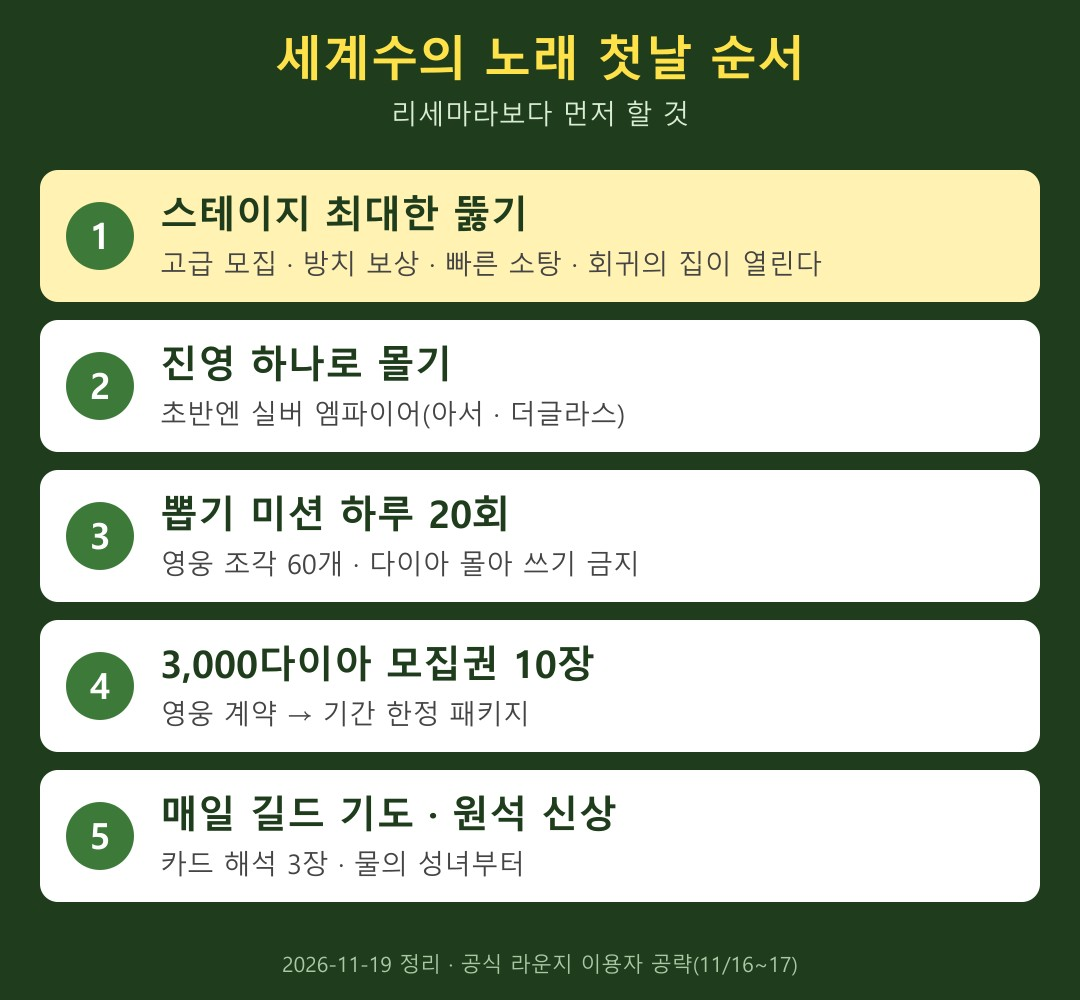 세계수의 노래 첫날 순서
리세마라보다 먼저 할 것
1
스테이지 최대한 뚫기
고급 모집 · 방치 보상 · 빠른 소탕 · 회귀의 집이 열린다
2
진영 하나로 몰기
초반엔 실버 엠파이어(아서 · 더글라스)
3
뽑기 미션 하루 20회
영웅 조각 60개 · 다이아 몰아 쓰기 금지
4
3,000다이아 모집권 10장
영웅 계약 → 기간 한정 패키지
5
매일 길드 기도 · 원석 신상
카드 해석 3장 · 물의 성녀부터
2026-11-19 정리 · 공식 라운지 이용자 공략(11/16~17)